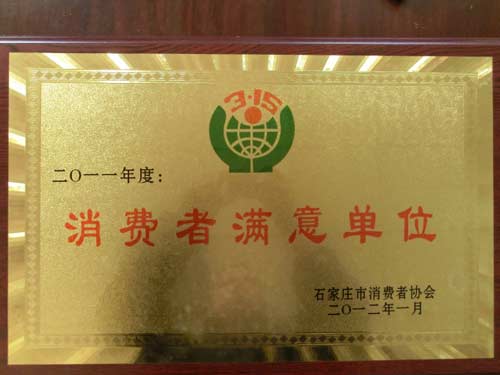 3·15
二〇一一年度：
消费者满意单位
石家庄市消费者协会
二〇一二年一月